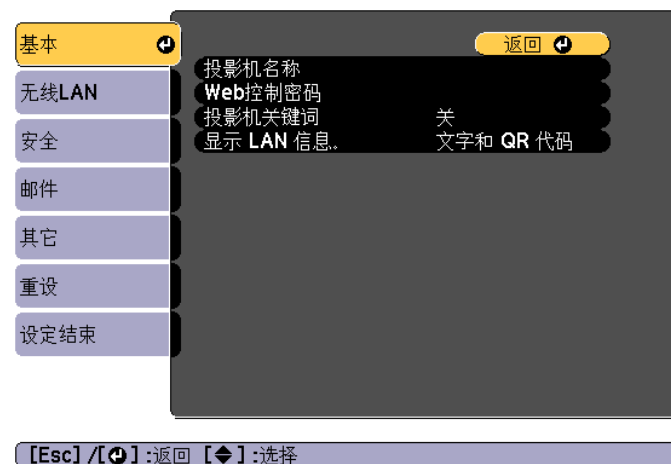 基本
无线LAN
安全
邮件
其它
重设
设定结束
返回
投影机名称
Web控制密码
投影机关键词 关
显示 LAN 信息。 文字和 QR 代码
[Esc] /[ ] :返回 [ ] :选择